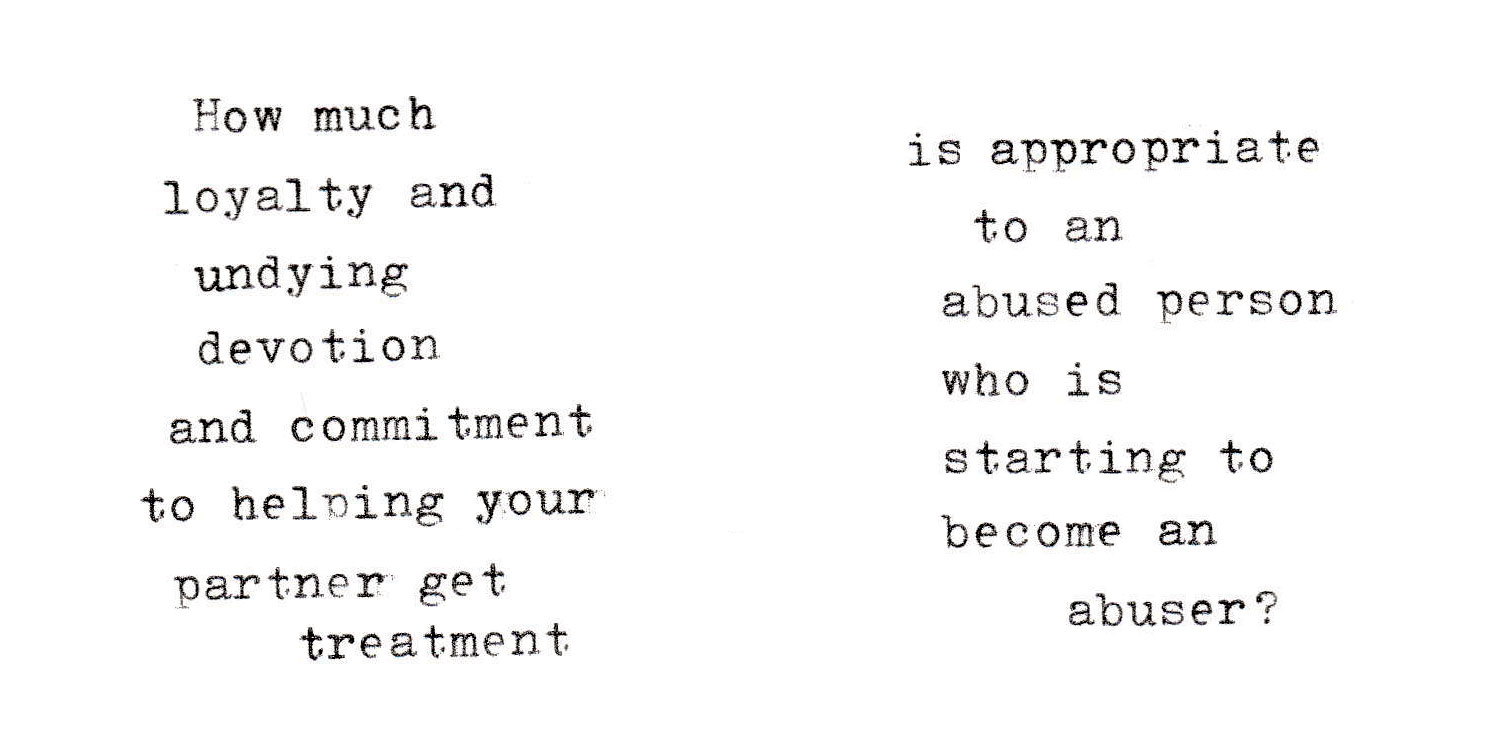 How much
loyalty and
undying
devotion
and commitment
to helping your
partner get
treatment
is appropriate
to an
abused person
who is
starting to
become an
abuser?